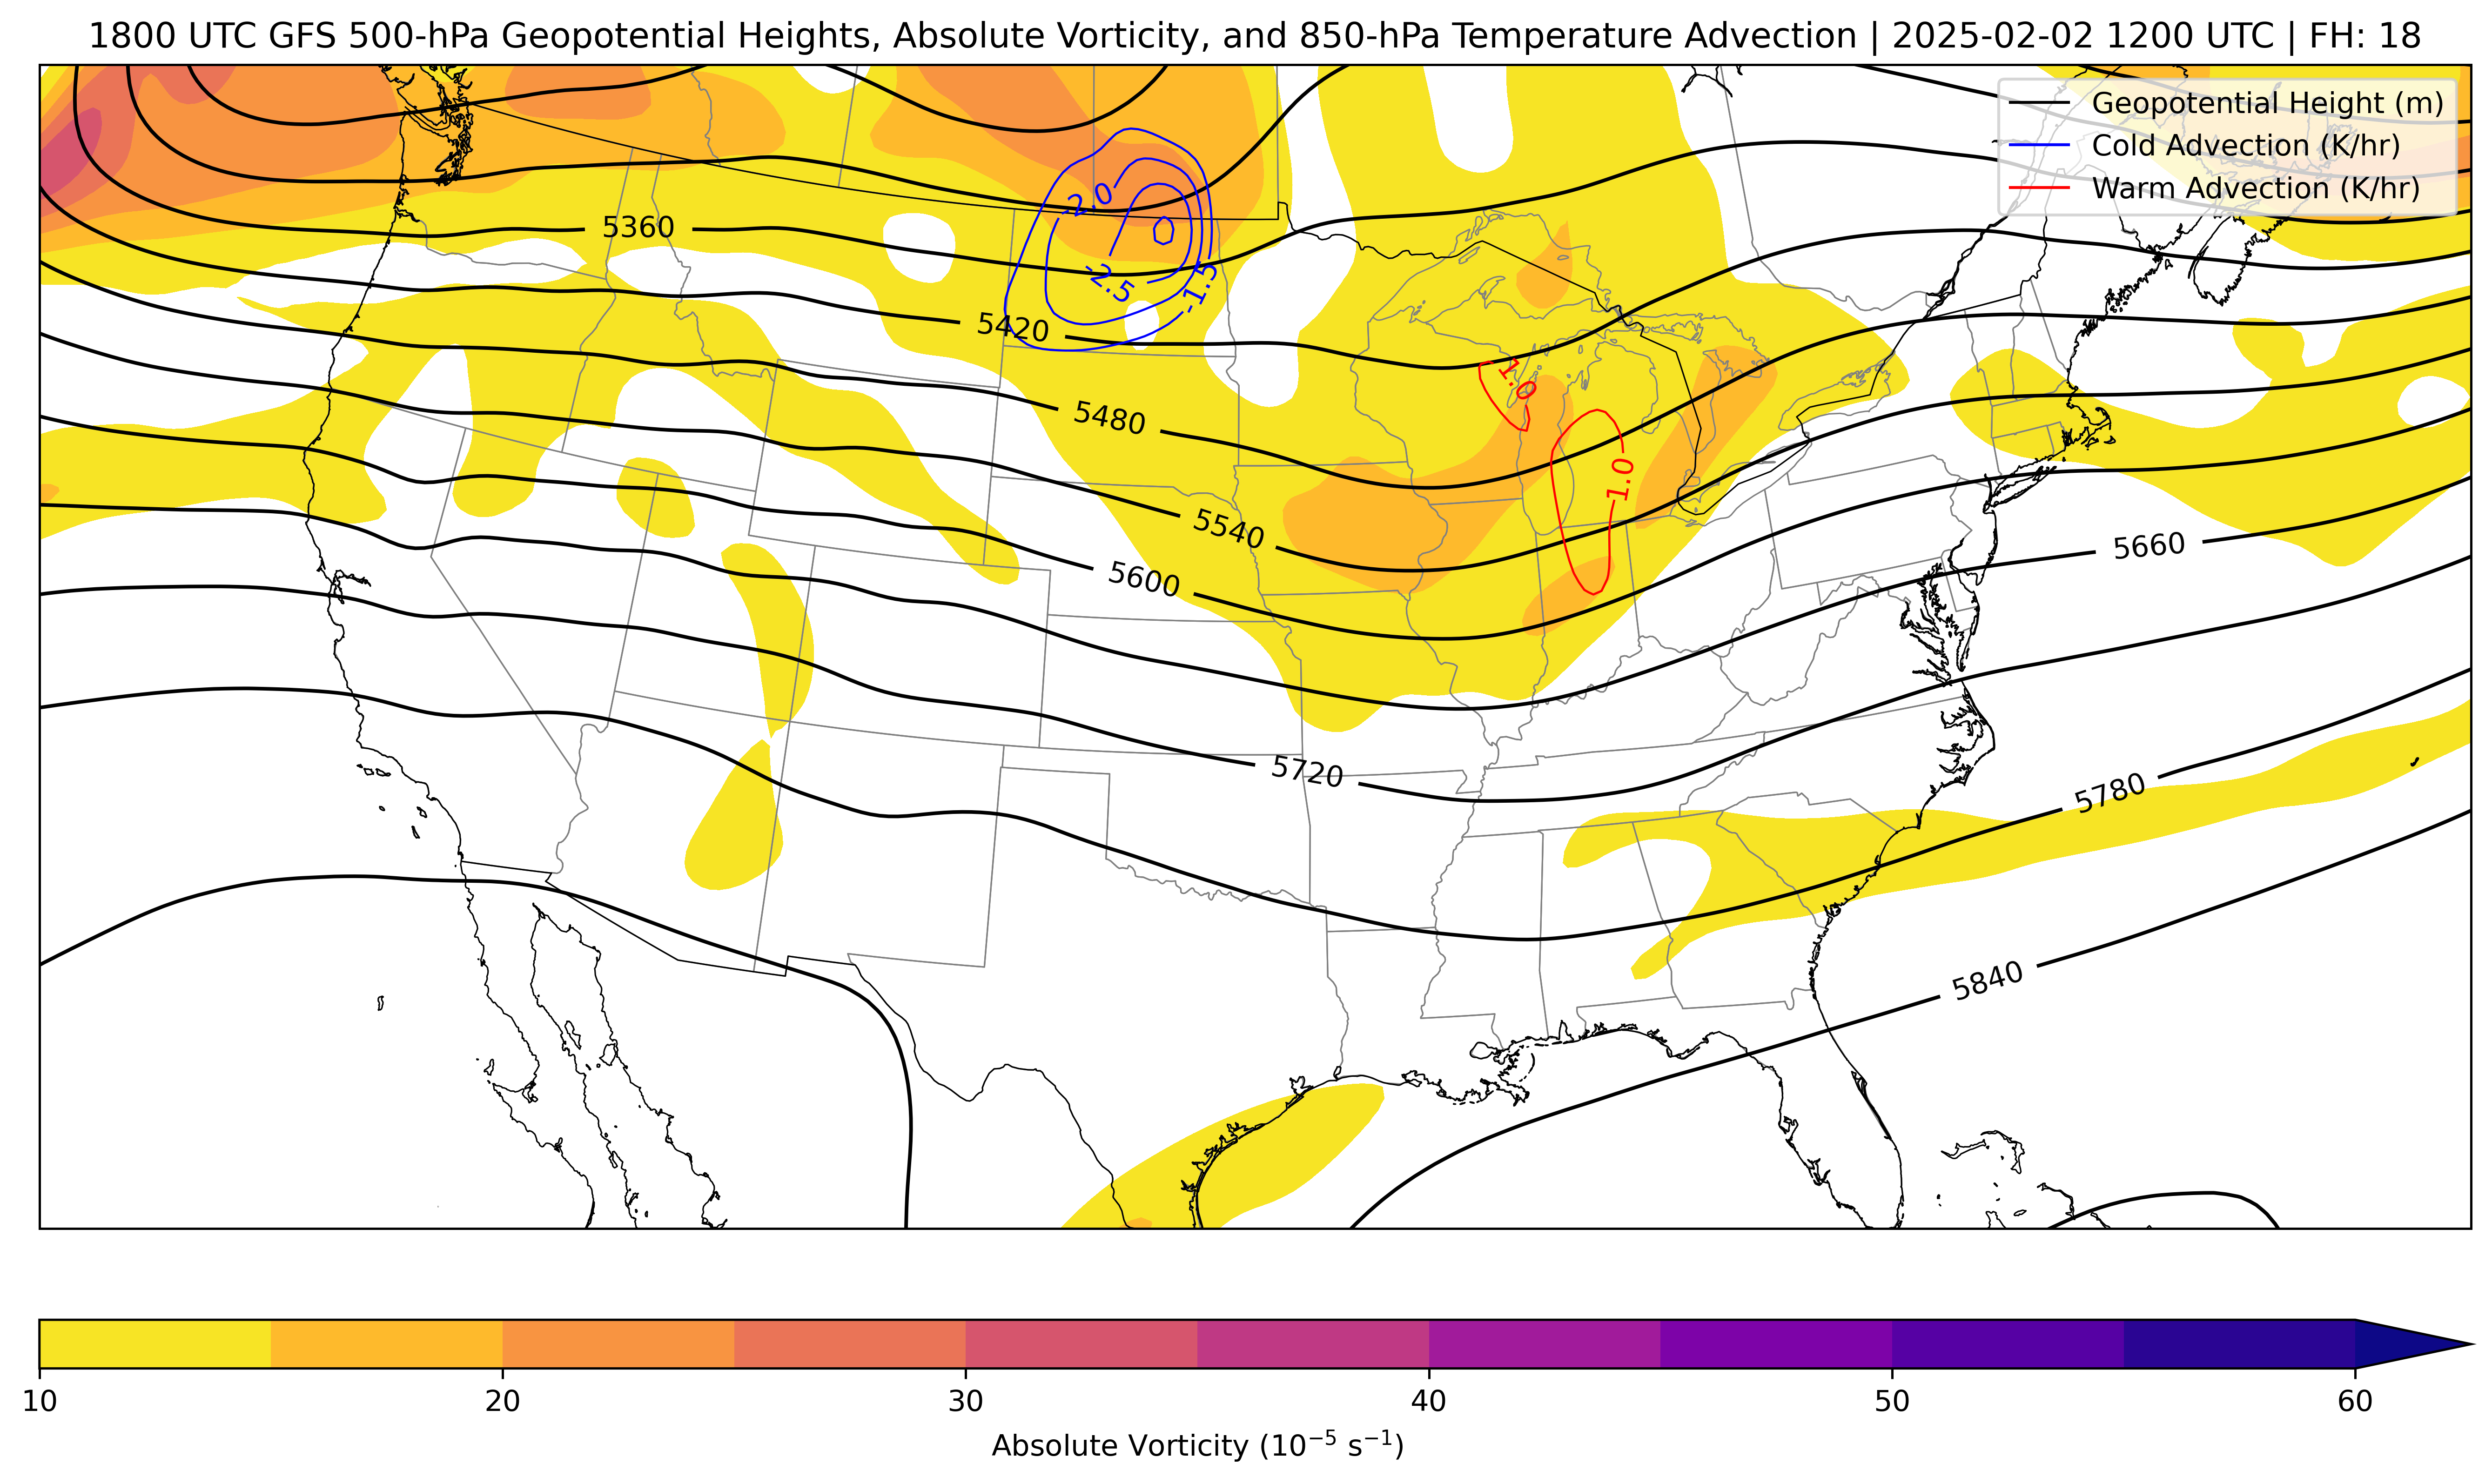 1800 UTC GFS 500-hPa Geopotential Heights, Absolute Vorticity, and 850-hPa Temperature Advection | 2025-02-02 1200 UTC | FH: 18
Geopotential Height (m)
Cold Advection (K/hr)
Warm Advection (K/hr)
-2.0
5360
-2.5
-1.5
5420
1.0
5480
1.0
5540
5660
5600
5720
5780
5840
10 20 30 40 50 60
Absolute Vorticity (10⁻⁵ s⁻¹)